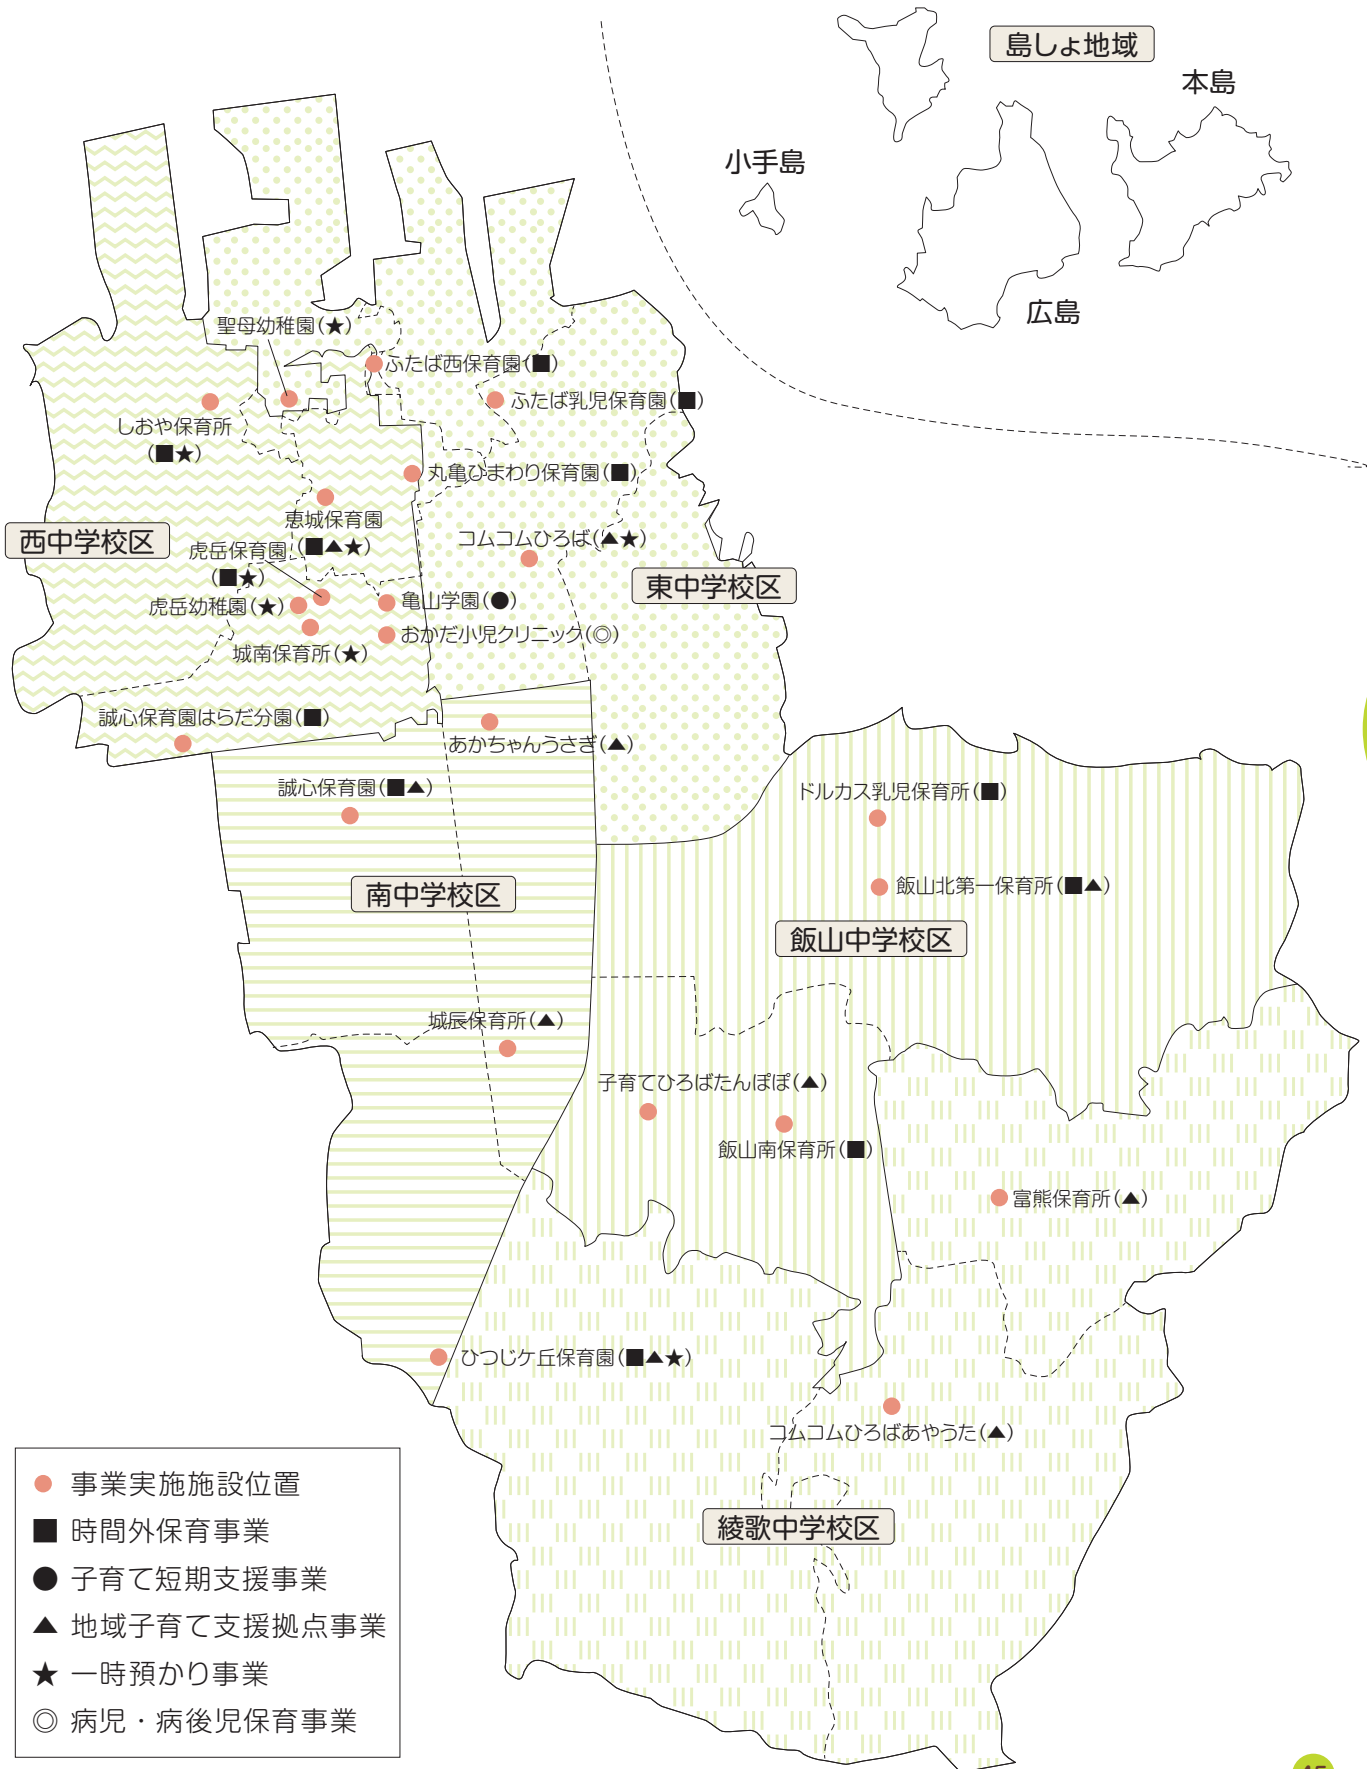 島しょ地域
本島
小手島
広島
聖母幼稚園(★)
ふたば西保育園(■)
ふたば乳児保育園(■)
しおや保育所
(■★)
丸亀ひまわり保育園(■)
恵城保育園
(■▲★)
西中学校区
虎岳保育園
(■★)
コムコムひろば(▲★)
東中学校区
虎岳幼稚園(★)
亀山学園(●)
おかだ小児クリニック(◎)
城南保育所(★)
誠心保育園はらだ分園(■)
あかちゃんうさぎ(▲)
誠心保育園(■▲)
ドルカス乳児保育所(■)
南中学校区
飯山北第一保育所(■▲)
飯山中学校区
城辰保育所(▲)
子育てひろばたんぽぽ(▲)
飯山南保育所(■)
富熊保育所(▲)
ひつじケ丘保育園(■▲★)
コムコムひろばあやうた(▲)
綾歌中学校区
● 事業実施施設位置
■ 時間外保育事業
● 子育て短期支援事業
▲ 地域子育て支援拠点事業
★ 一時預かり事業
◎ 病児・病後児保育事業